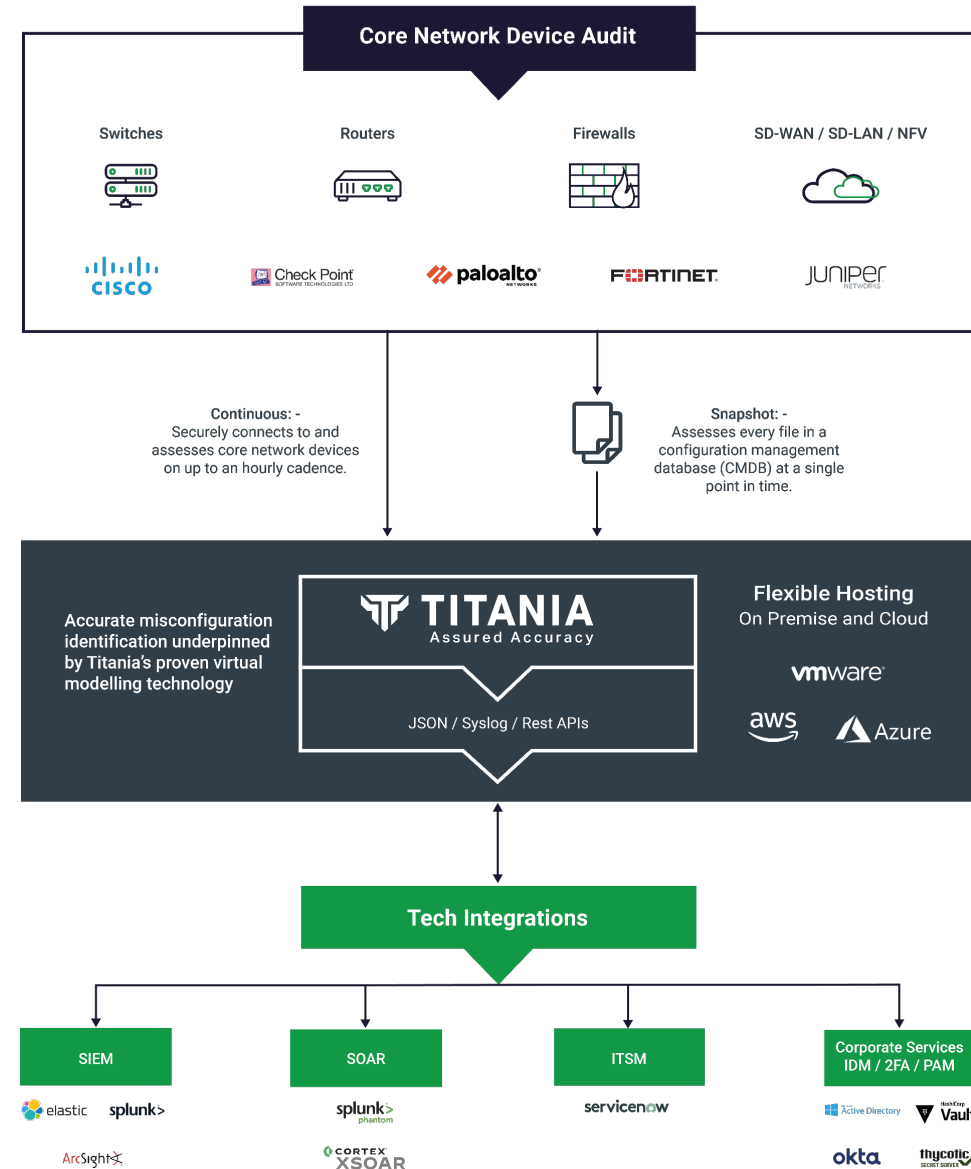 Core Network Device Audit
Switches
Routers
Firewalls
SD-WAN / SD-LAN / NFV
CISCO
Check Point
SOFTWARE TECHNOLOGIES LTD
paloalto®
NETWORKS
FORTINET®
JUNIPER
NETWORKS
Continuous: -
Securely connects to and
assesses core network devices
on up to an hourly cadence.
Snapshot: -
Assesses every file in a
configuration management
database (CMDB) at a single
point in time.
Accurate misconfiguration
identification underpinned
by Titania's proven virtual
modelling technology
TITANIA
Assured Accuracy
JSON / Syslog / Rest APIs
Flexible Hosting
On Premise and Cloud
vmware®
aws
Azure
Tech Integrations
SIEM
SOAR
ITSM
Corporate Services
IDM / 2FA / PAM
elastic
splunk>
ArcSight
splunk>
phantom
CORTEX
XSOAR
servicenow
Microsoft
Active Directory
HashiCorp
Vault
okta
thycotic
SECRET SERVER